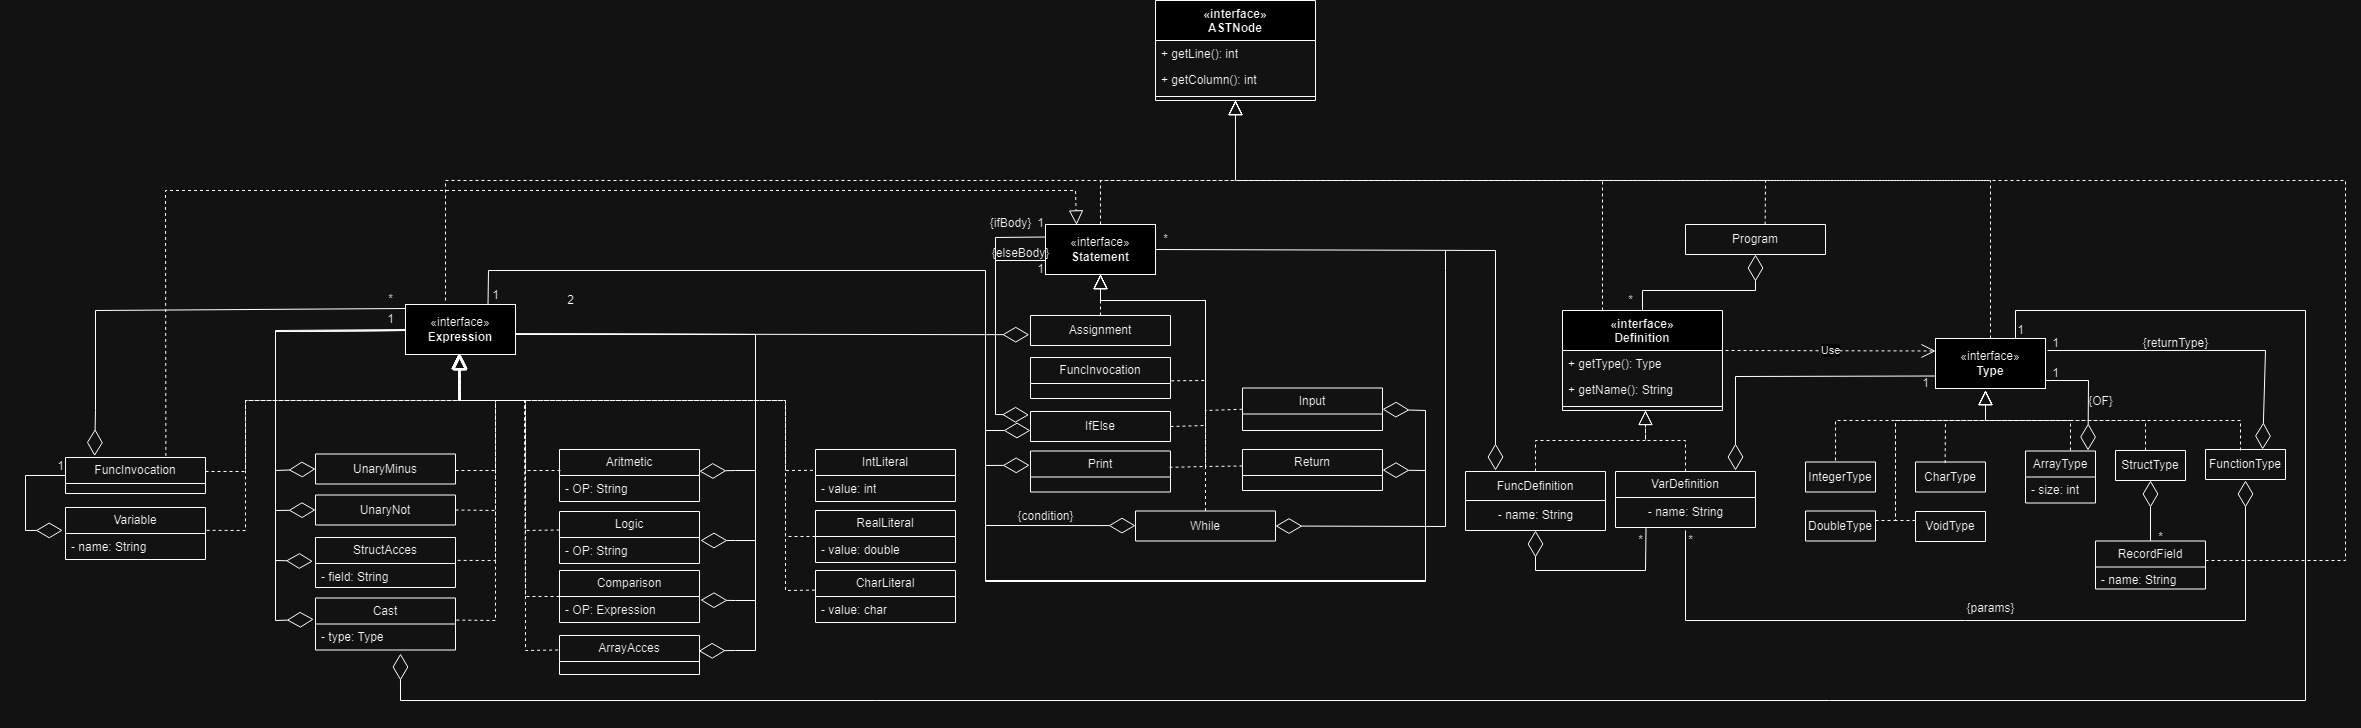 «interface»
ASTNode
+ getLine(): int
+ getColumn(): int
{ifBody}
1
{elseBody}
1
«interface»
Statement
*
Program
*
«interface»
Definition
+ getType(): Type
+ getName(): String
Use
1
«interface»
Type
1
{returnType}
1
1
{OF}
*
1
«interface»
Expression
1
2
Assignment
FuncInvocation
IfElse
Print
Input
Return
{condition}
While
1
FuncInvocation
Variable
- name: String
UnaryMinus
UnaryNot
StructAcces
- field: String
Cast
- type: Type
Aritmetic
- OP: String
Logic
- OP: String
Comparison
- OP: Expression
ArrayAcces
IntLiteral
- value: int
RealLiteral
- value: double
CharLiteral
- value: char
FuncDefinition
- name: String
VarDefinition
- name: String
*
*
IntegerType
CharType
DoubleType
VoidType
ArrayType
- size: int
StructType
FunctionType
*
RecordField
- name: String
{params}